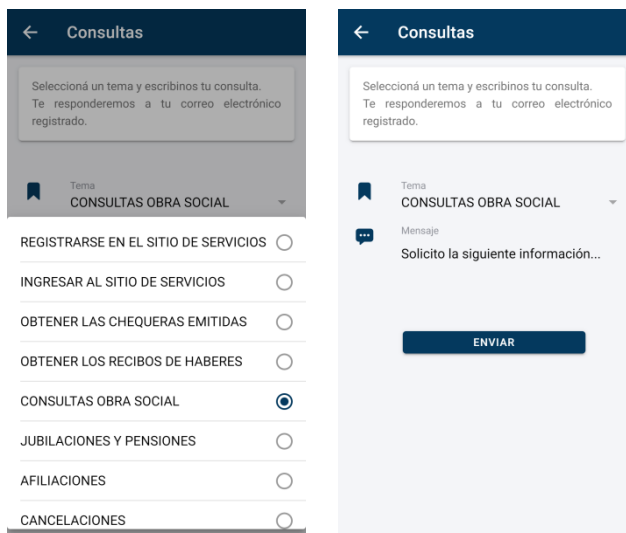 Consultas
Seleccioná un tema y escribinos tu consulta.
Te responderemos a tu correo electrónico
registrado.
Tema
CONSULTAS OBRA SOCIAL
REGISTRARSE EN EL SITIO DE SERVICIOS
INGRESAR AL SITIO DE SERVICIOS
OBTENER LAS CHEQUERAS EMITIDAS
OBTENER LOS RECIBOS DE HABERES
CONSULTAS OBRA SOCIAL
JUBILACIONES Y PENSIONES
AFILIACIONES
CANCELACIONES
Consultas
Seleccioná un tema y escribinos tu consulta.
Te responderemos a tu correo electrónico
registrado.
Tema
CONSULTAS OBRA SOCIAL
Mensaje
Solicito la siguiente información...
ENVIAR